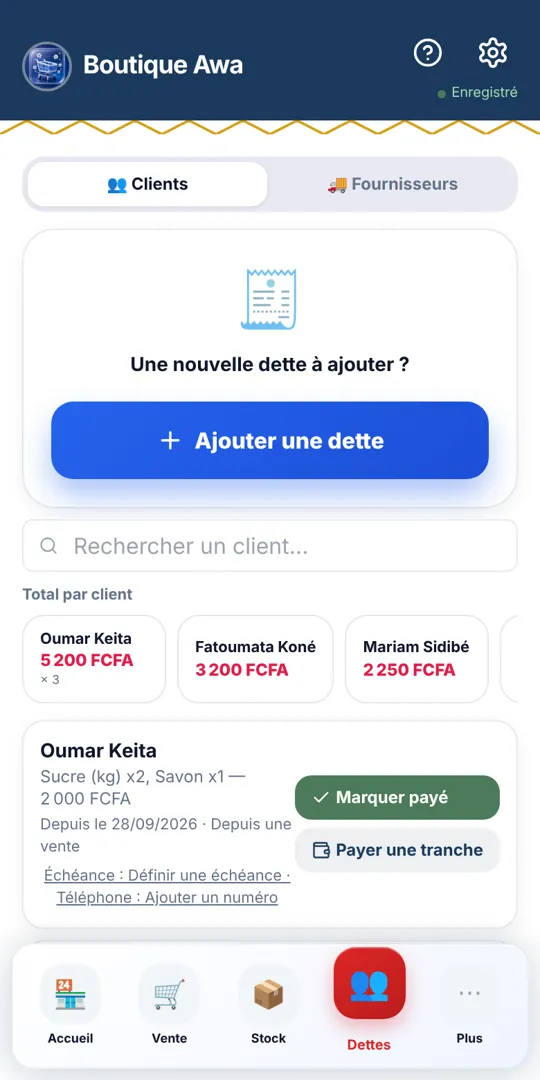 Boutique Awa
Enregistré
Clients
Fournisseurs
Une nouvelle dette à ajouter ?
Ajouter une dette
Rechercher un client...
Total par client
Oumar Keita
5 200 FCFA
× 3
Fatoumata Koné
3 200 FCFA
Mariam Sidibé
2 250 FCFA
Oumar Keita
Sucre (kg) x2, Savon x1 —
2 000 FCFA
Depuis le 28/09/2026 · Depuis une
vente
Échéance : Définir une échéance ·
Téléphone : Ajouter un numéro
Marquer payé
Payer une tranche
24
Accueil
Vente
Stock
Dettes
Plus